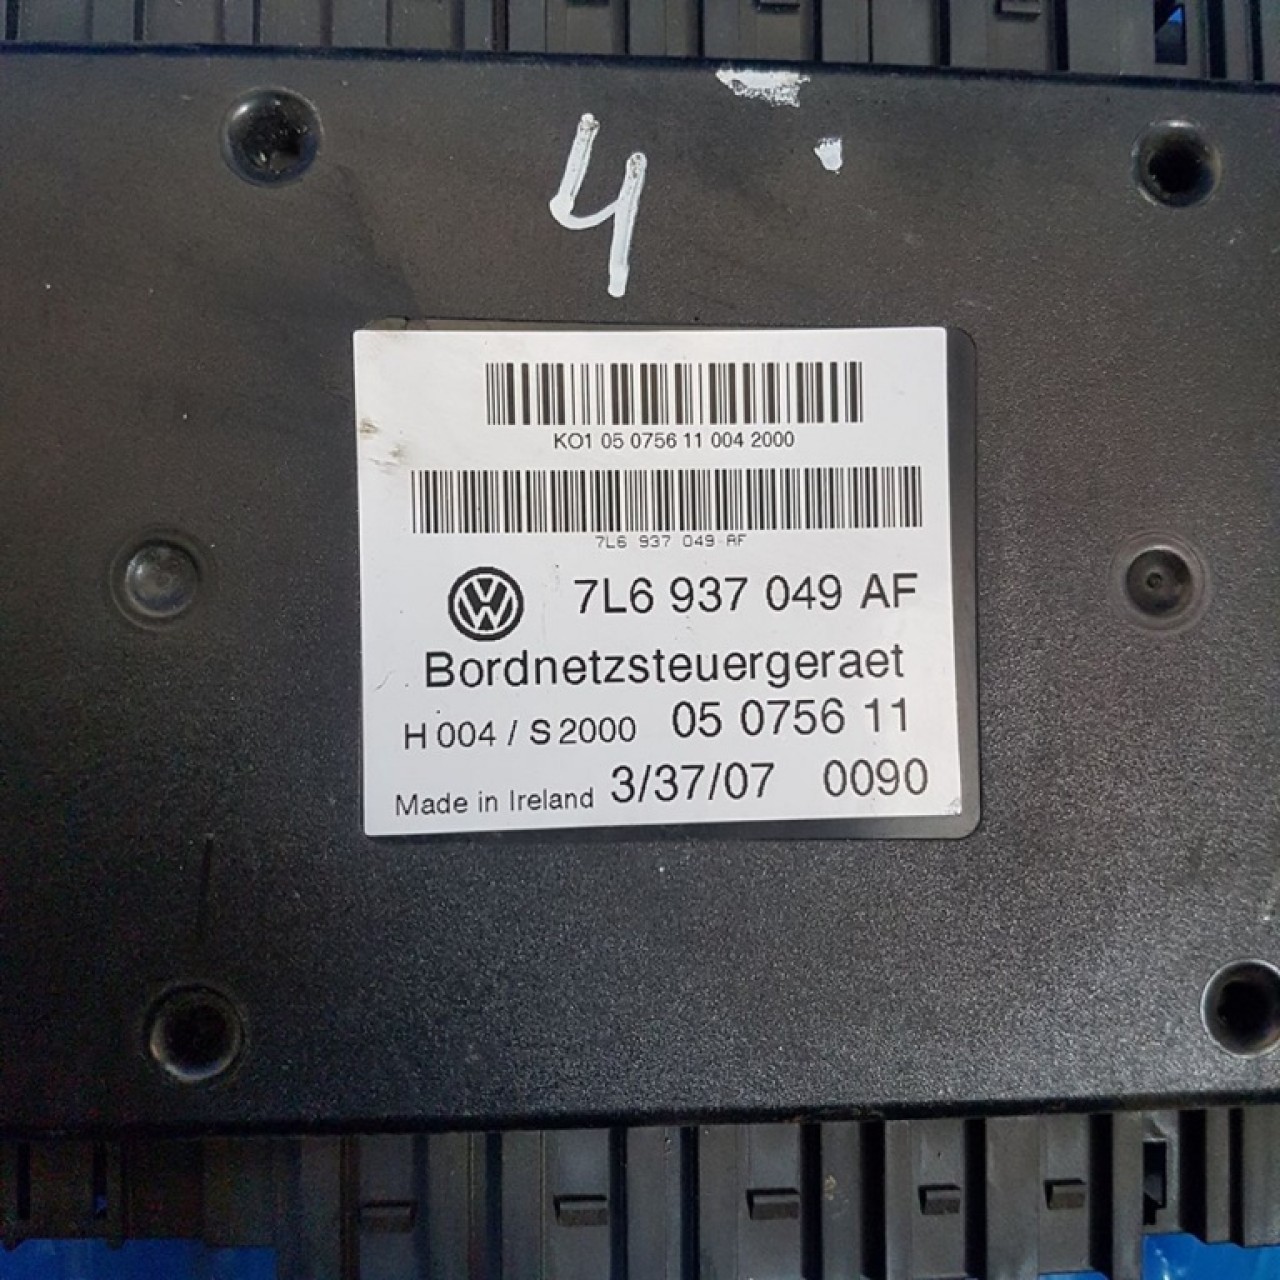 4
KO1 05 0756 11 004 2000
7L6 937 049 AF
VW 7L6 937 049 AF
Bordnetzsteuergeraet
H 004 / S 2000 05 0756 11
Made in Ireland 3/37/07 0090